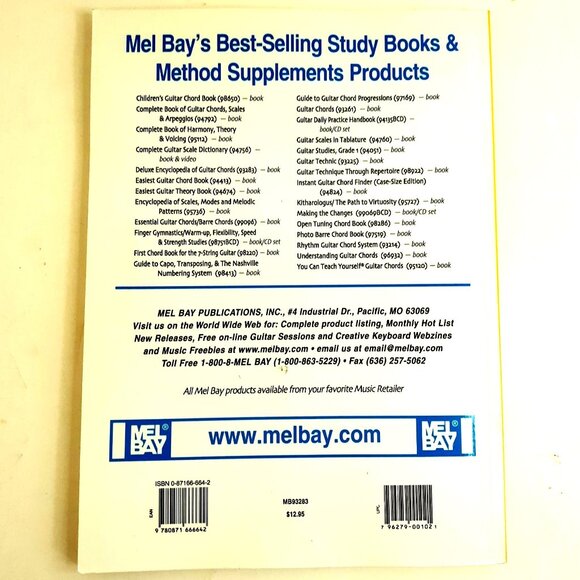 Mel Bay's Best-Selling Study Books &
Method Supplements Products
Children's Guitar Chord Book (98650) – book
Complete Book of Guitar Chords, Scales
& Arpeggios (94792) – book
Complete Book of Harmony, Theory
& Voicing (95112) – book
Complete Guitar Scale Dictionary (94756) –
book & video
Deluxe Encyclopedia of Guitar Chords (93283) – book
Easiest Guitar Chord Book (94413) – book
Easiest Guitar Theory Book (94674) – book
Encyclopedia of Scales, Modes and Melodic
Patterns (95736) – book
Essential Guitar Chords/Barre Chords (99096) – book
Finger Gymnastics/Warm-up, Flexibility, Speed
& Strength Studies (98751BCD) – book/CD set
First Chord Book for the 7-String Guitar (98220) – book
Guide to Capo, Transposing, & The Nashville
Numbering System (98413) – book
Guide to Guitar Chord Progressions (97169) – book
Guitar Chords (93261) – book
Guitar Daily Practice Handbook (94135BCD) –
book/CD set
Guitar Scales in Tablature (94760) – book
Guitar Studies, Grade 1 (94051) – book
Guitar Technic (93225) – book
Guitar Technique Through Repertoire (98922) – book
Instant Guitar Chord Finder (Case-Size Edition)
(94824) – book
Kitharologus/ The Path to Virtuosity (95727) – book
Making the Changes (99069BCD) – book/CD set
Open Tuning Chord Book (98286) – book
Photo Barre Chord Book (97519) – book
Rhythm Guitar Chord System (93214) – book
Understanding Guitar Chords (96932) – book
You Can Teach Yourself® Guitar Chords (95120) – book
MEL BAY PUBLICATIONS, INC., #4 Industrial Dr., Pacific, MO 63069
Visit us on the World Wide Web for: Complete product listing, Monthly Hot List
New Releases, Free on-line Guitar Sessions and Creative Keyboard Webzines
and Music Freebies at www.melbay.com • email us at email@melbay.com
Toll Free 1-800-8-MEL BAY (1-800-863-5229) • Fax (636) 257-5062
All Mel Bay products available from your favorite Music Retailer
MEL BAY®
www.melbay.com
MEL BAY®
ISBN 0-87166-664-2
EAN
9 780871 666642
MB93283
$12.95
UPC
7 96279 00102 1